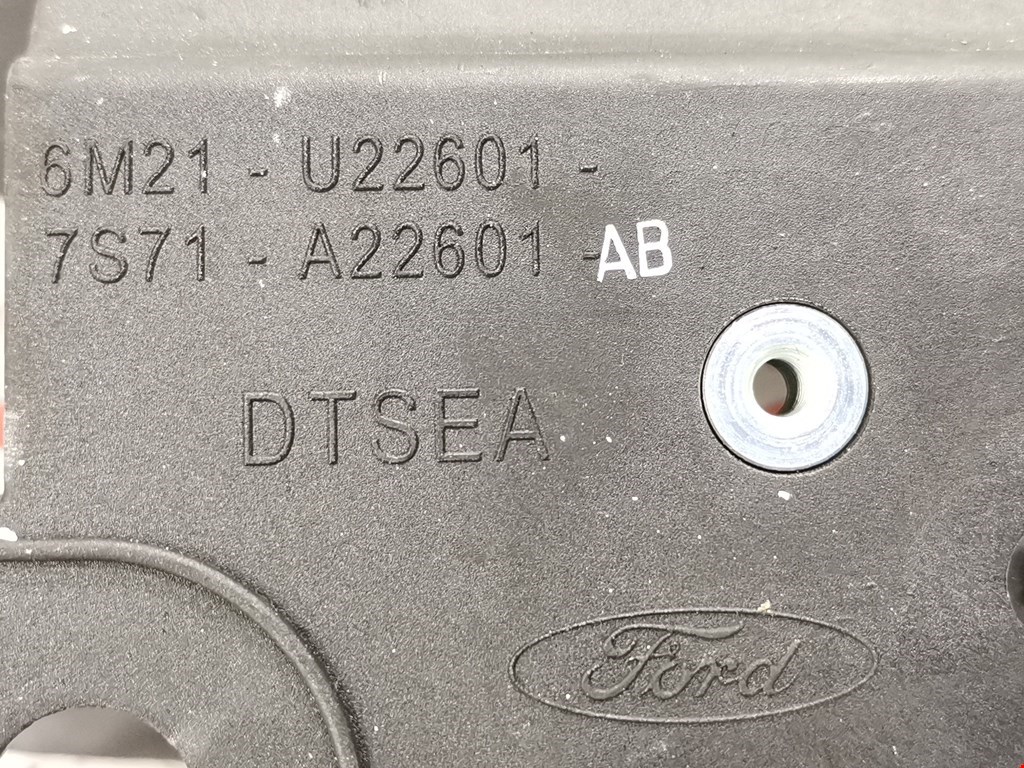 6M21 - U22601 -
7S71 - A22601 - AB
DTSEA
Ford